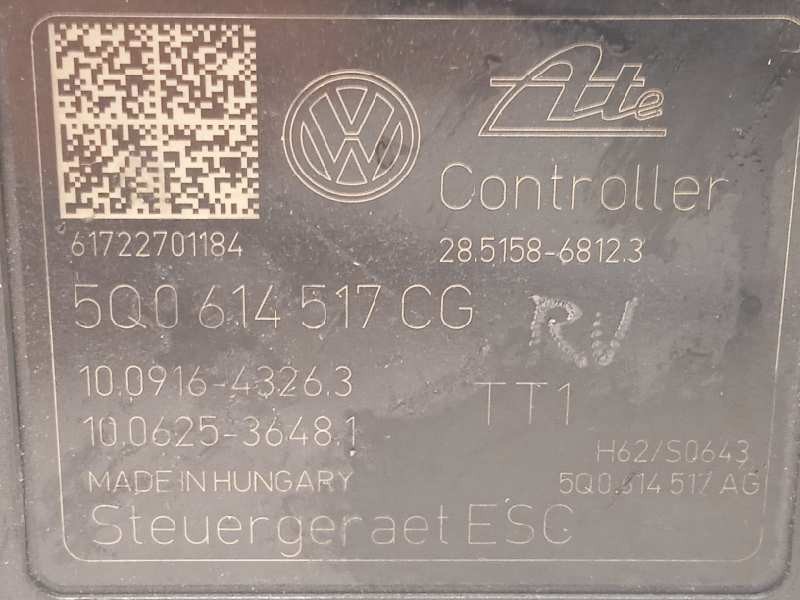 Ate
Controller
61722701184
28.5158-6812.3
5Q0 614 517 CG
RU
10.0916-4326.3
TT1
10.0625-3648.1
H62/S0643
MADE IN HUNGARY
5Q0 614 517 AG
Steuergeraet ESC